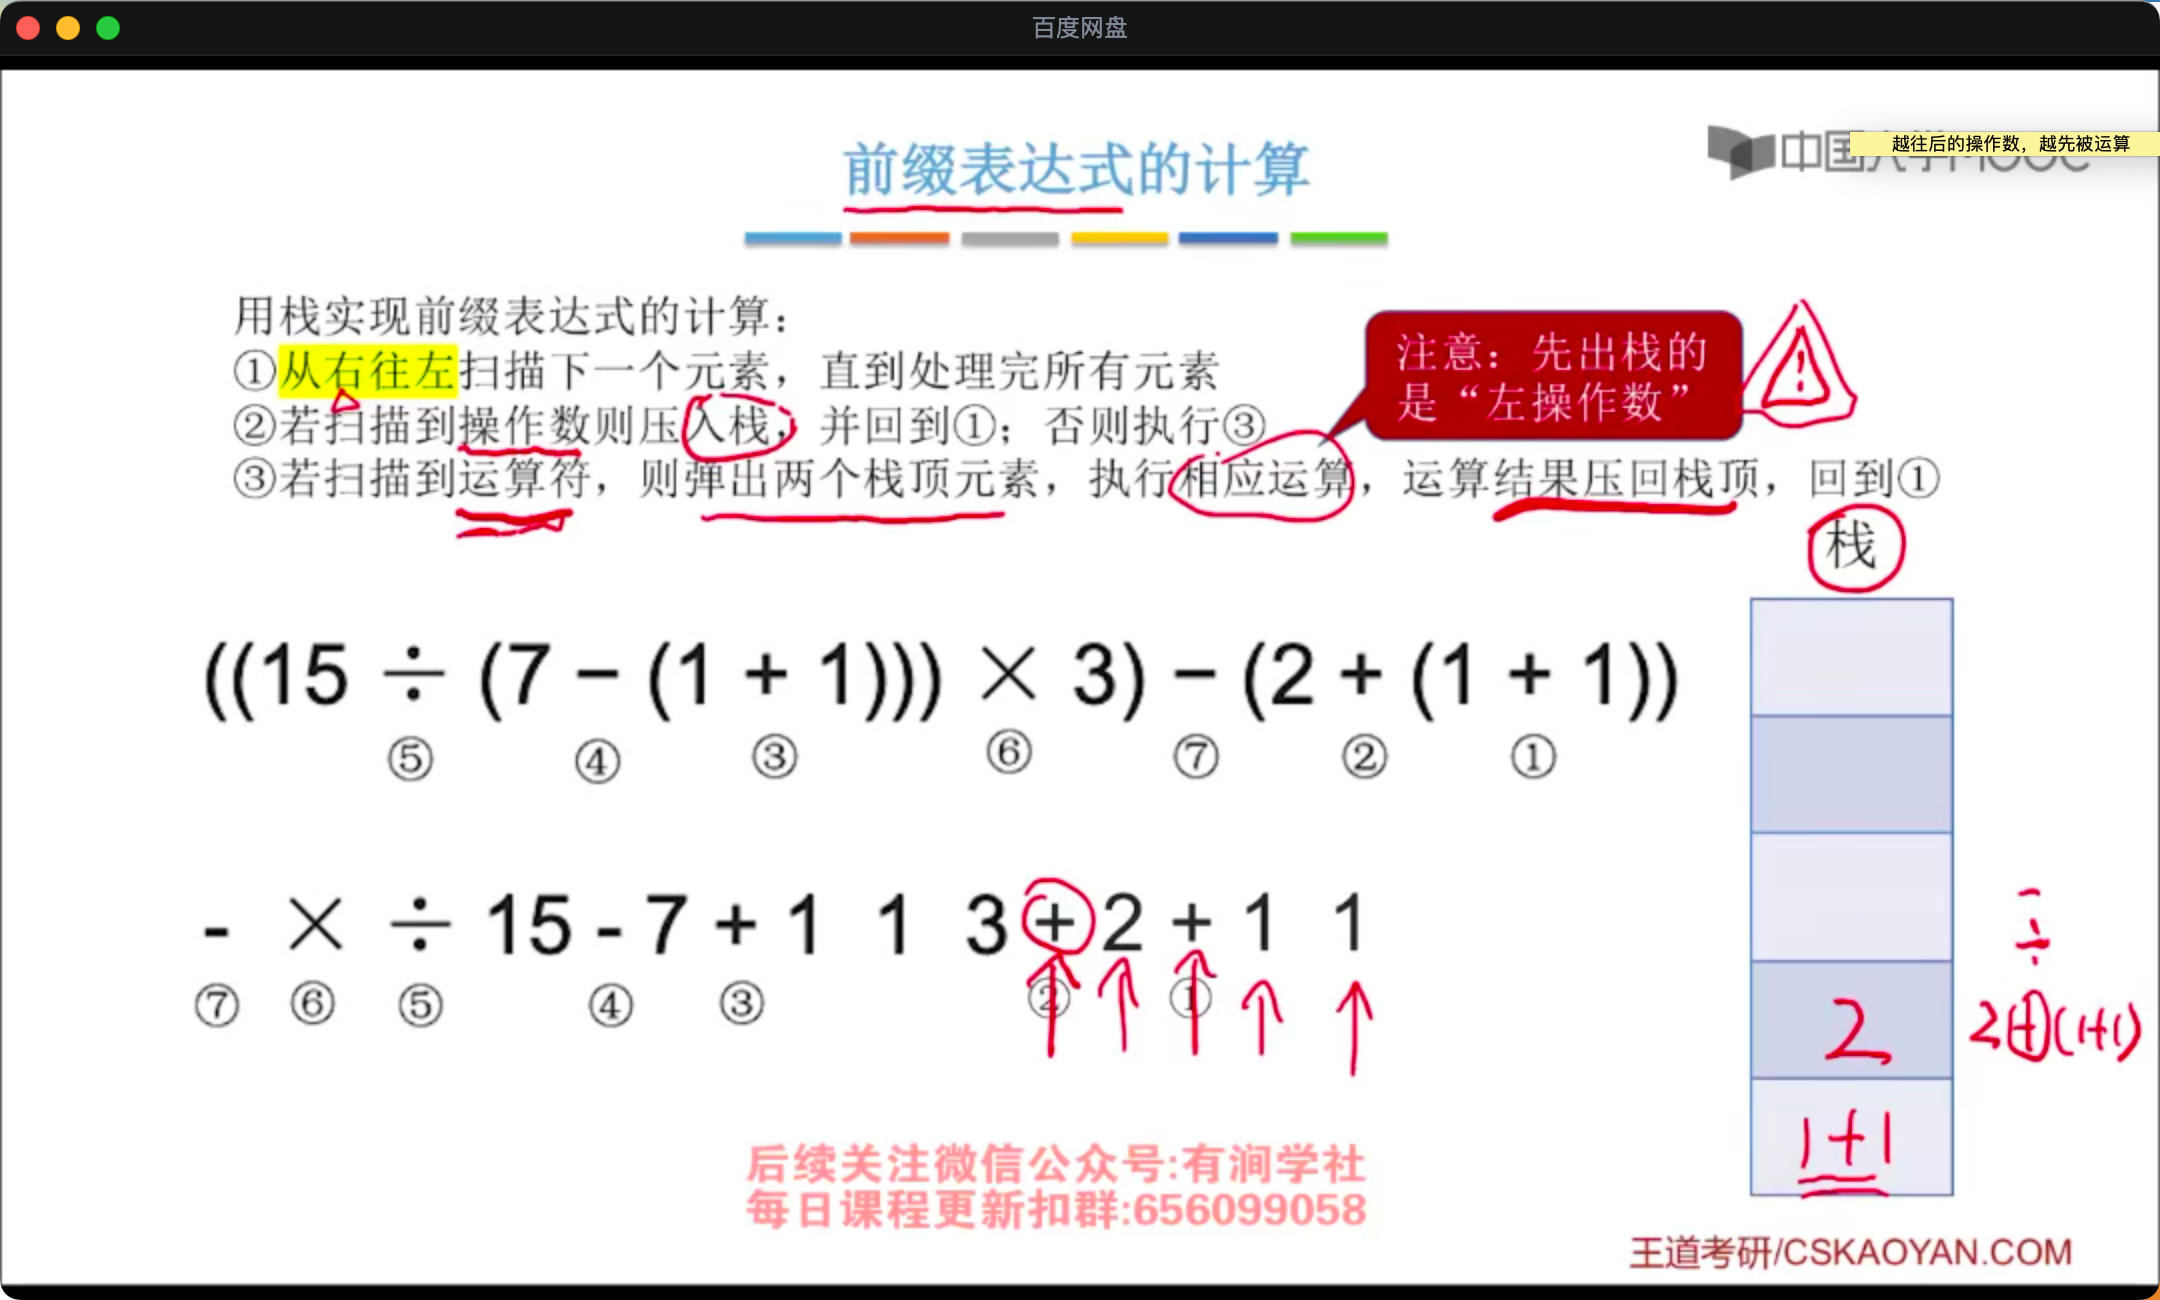 百度网盘
越往后的操作数，越先被运算
中国大学MOOC
前缀表达式的计算
用栈实现前缀表达式的计算：
①从右往左扫描下一个元素，直到处理完所有元素
②若扫描到操作数则压入栈，并回到①；否则执行③
③若扫描到运算符，则弹出两个栈顶元素，执行相应运算，运算结果压回栈顶，回到①
注意：先出栈的
是“左操作数”
!
栈
((15 ÷ (7 − (1 + 1))) × 3) − (2 + (1 + 1))
⑤ ④ ③ ⑥ ⑦ ② ①
- × ÷ 15 - 7 + 1 1 3 + 2 + 1 1
⑦ ⑥ ⑤ ④ ③ ② ①
-
÷
2 2+(1+1)
1+1
后续关注微信公众号:有涧学社
每日课程更新扣群:656099058
王道考研/CSKAOYAN.COM